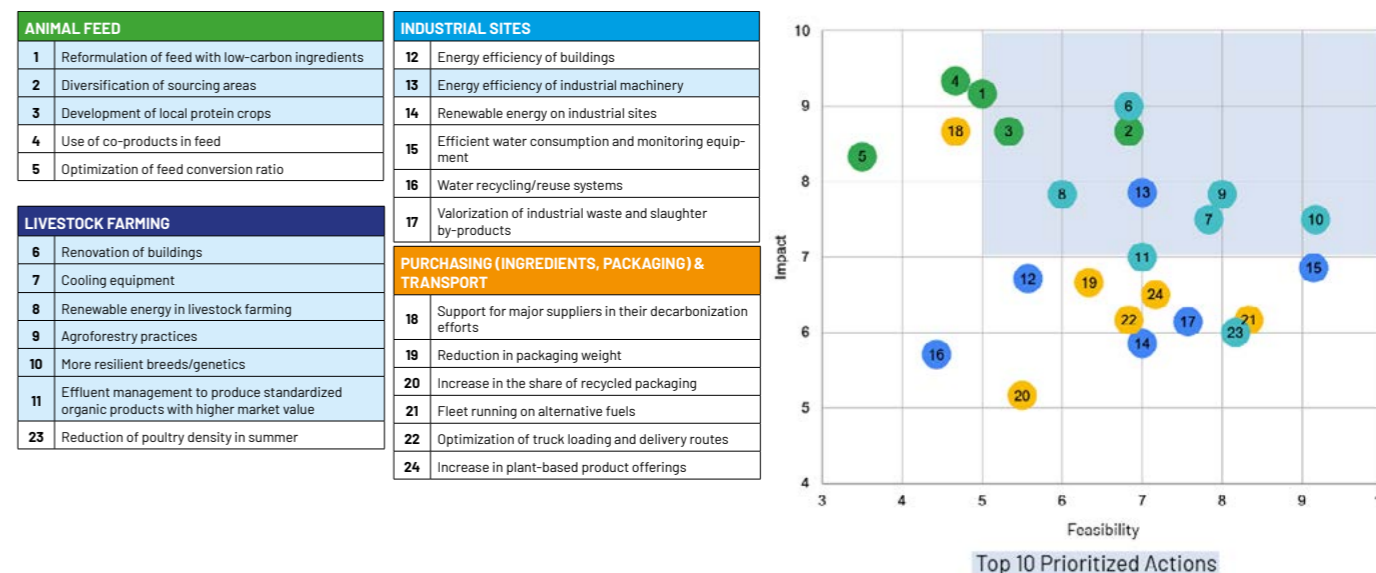 ANIMAL FEED
1 Reformulation of feed with low-carbon ingredients
2 Diversification of sourcing areas
3 Development of local protein crops
4 Use of co-products in feed
5 Optimization of feed conversion ratio
LIVESTOCK FARMING
6 Renovation of buildings
7 Cooling equipment
8 Renewable energy in livestock farming
9 Agroforestry practices
10 More resilient breeds/genetics
11 Effluent management to produce standardized
organic products with higher market value
23 Reduction of poultry density in summer
INDUSTRIAL SITES
12 Energy efficiency of buildings
13 Energy efficiency of industrial machinery
14 Renewable energy on industrial sites
15 Efficient water consumption and monitoring equip-
ment
16 Water recycling/reuse systems
17 Valorization of industrial waste and slaughter
by-products
PURCHASING (INGREDIENTS, PACKAGING) &
TRANSPORT
18 Support for major suppliers in their decarbonization
efforts
19 Reduction in packaging weight
20 Increase in the share of recycled packaging
21 Fleet running on alternative fuels
22 Optimization of truck loading and delivery routes
24 Increase in plant-based product offerings
Impact
10
9
8
7
6
5
4
4
1
6
18
3
2
5
8
13
9
7
10
11
12
19
15
24
22
17
21
23
14
16
20
3 4 5 6 7 8 9
Feasibility
Top 10 Prioritized Actions